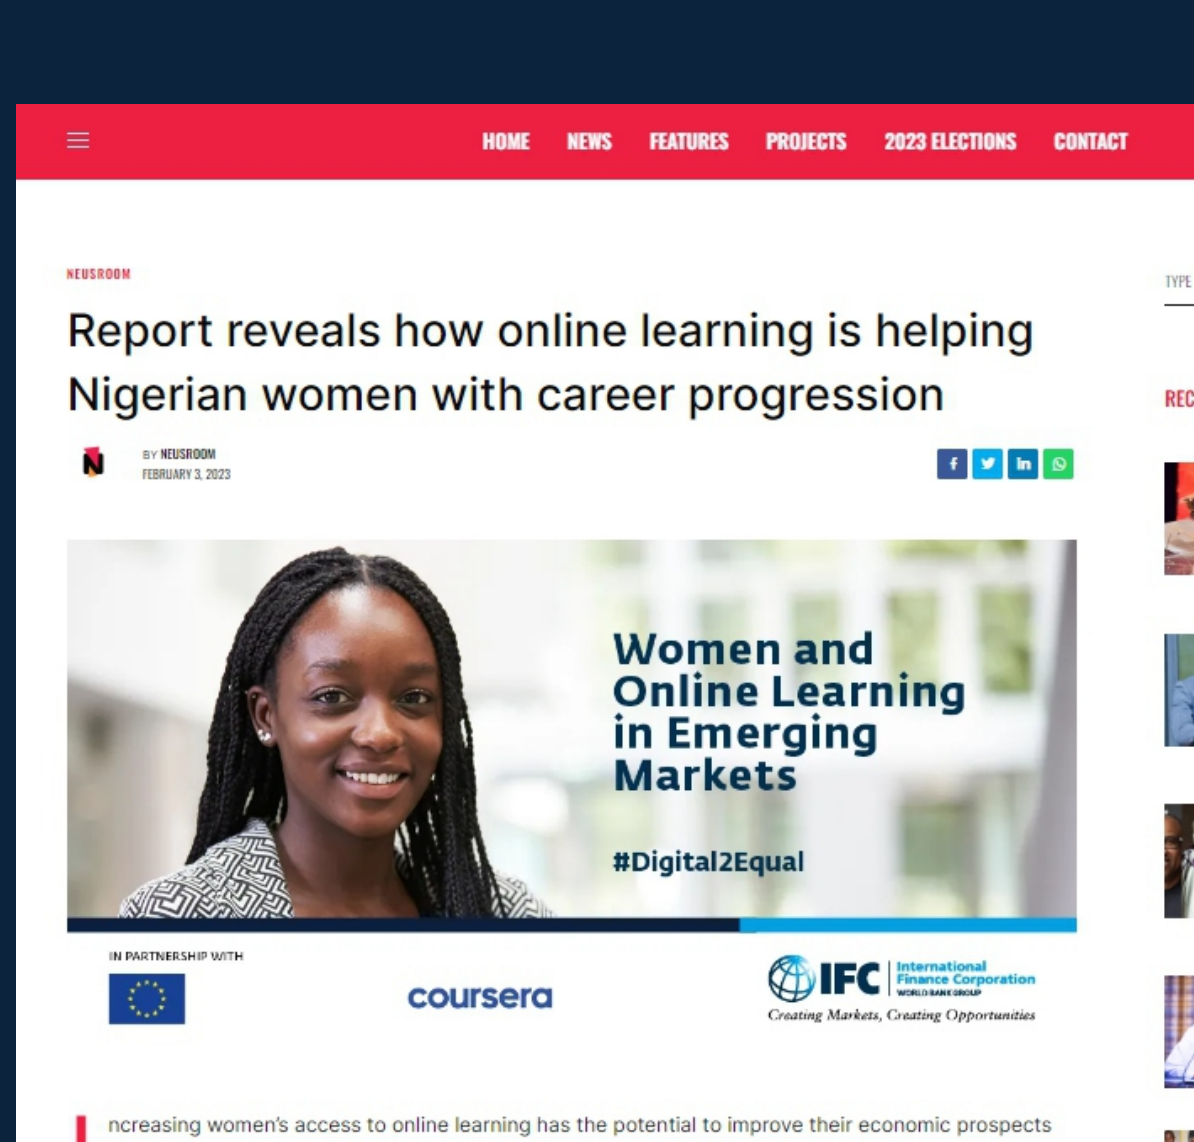 HOME NEWS FEATURES PROJECTS 2023 ELECTIONS CONTACT
NEUSROOM
TYPE
Report reveals how online learning is helping
Nigerian women with career progression
REC
BY NEUSROOM
FEBRUARY 3, 2023
Women and
Online Learning
in Emerging
Markets
#Digital2Equal
IN PARTNERSHIP WITH
coursera
IFC International
Finance Corporation
WORLD BANK GROUP
Creating Markets, Creating Opportunities
ncreasing women's access to online learning has the potential to improve their economic prospects